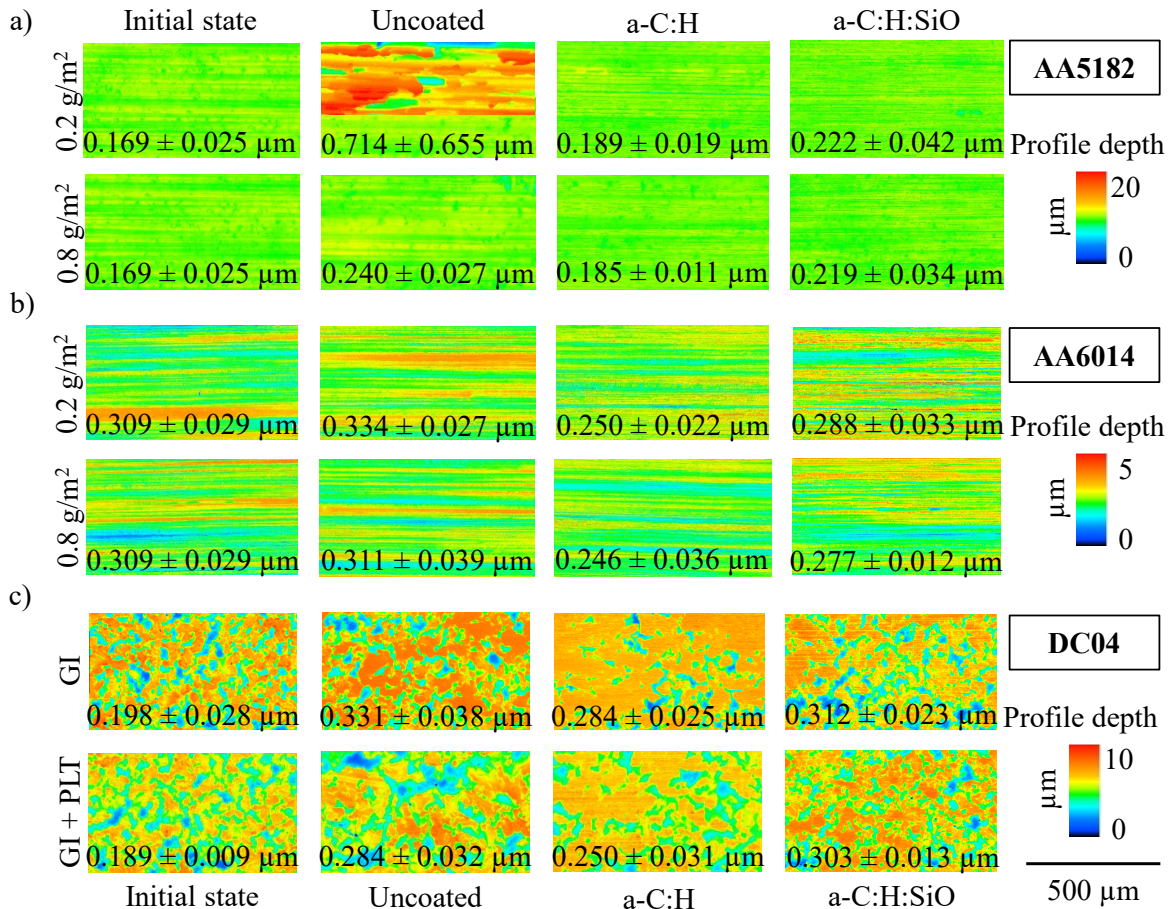 a)
Initial state
Uncoated
a-C:H
a-C:H:SiO
0.2 g/m²
0.169 ± 0.025 µm
0.714 ± 0.655 µm
0.189 ± 0.019 µm
0.222 ± 0.042 µm
AA5182
Profile depth
0.8 g/m²
0.169 ± 0.025 µm
0.240 ± 0.027 µm
0.185 ± 0.011 µm
0.219 ± 0.034 µm
µm
20
0
b)
0.2 g/m²
0.309 ± 0.029 µm
0.334 ± 0.027 µm
0.250 ± 0.022 µm
0.288 ± 0.033 µm
AA6014
Profile depth
0.8 g/m²
0.309 ± 0.029 µm
0.311 ± 0.039 µm
0.246 ± 0.036 µm
0.277 ± 0.012 µm
µm
5
0
c)
GI
0.198 ± 0.028 µm
0.331 ± 0.038 µm
0.284 ± 0.025 µm
0.312 ± 0.023 µm
DC04
Profile depth
GI + PLT
0.189 ± 0.009 µm
0.284 ± 0.032 µm
0.250 ± 0.031 µm
0.303 ± 0.013 µm
µm
10
0
Initial state
Uncoated
a-C:H
a-C:H:SiO
500 µm